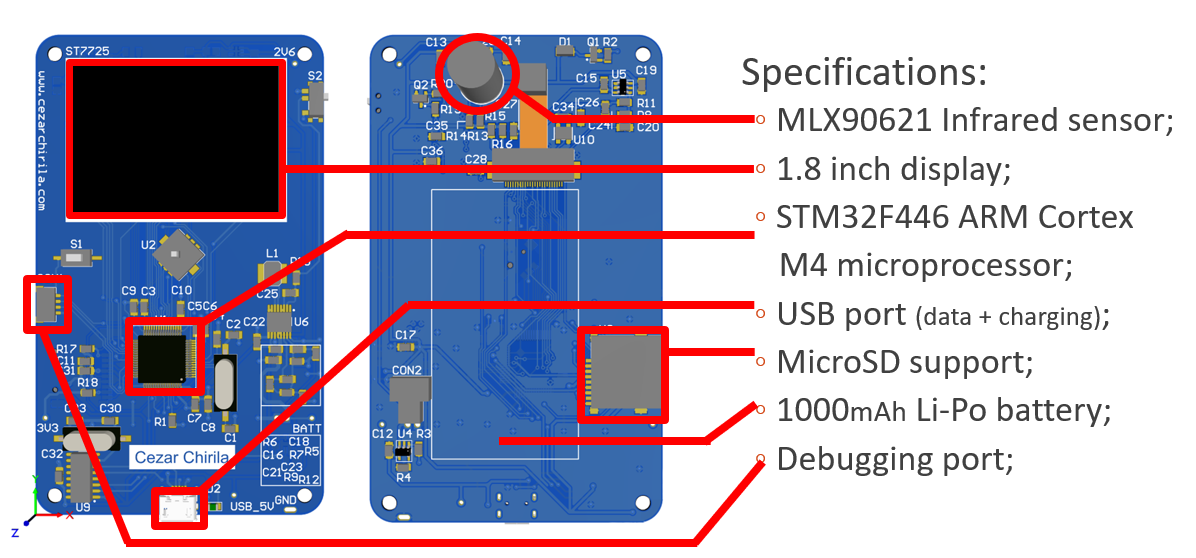 ST7725
2V6
www.cezarchirila.com
S2
S1
U2
L1
C25
C9 C3
C10
C5 C6
C2
C22
U6
R17
C11
C31
R18
C7
C8
C1
R1
C30
3V3
C32
U9
Cezar Chirila
BATT
R6 C18
C16 R7 R5
C21 C23
R9 R12
GND
USB_5V
C13
C14
D1
Q1 R2
C15
U5
C19
Q2
C34
C26
R11
C20
R15
R14 R13
R16
C35
C36
C28
U10
C17
CON2
C12 U4 R3
R4
X
Z
Specifications:
MLX90621 Infrared sensor;
1.8 inch display;
STM32F446 ARM Cortex
M4 microprocessor;
USB port (data + charging);
MicroSD support;
1000mAh Li-Po battery;
Debugging port;